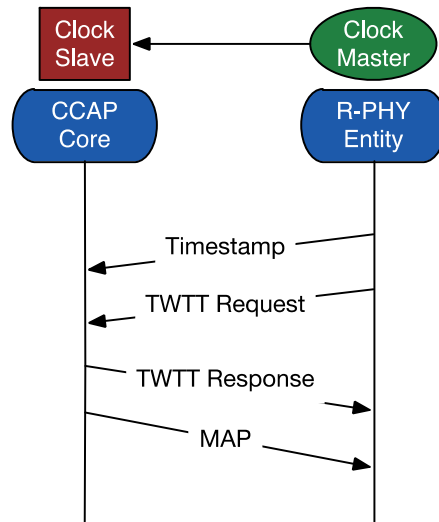 Clock
Slave
Clock
Master
CCAP
Core
R-PHY
Entity
Timestamp
TWTT Request
TWTT Response
MAP